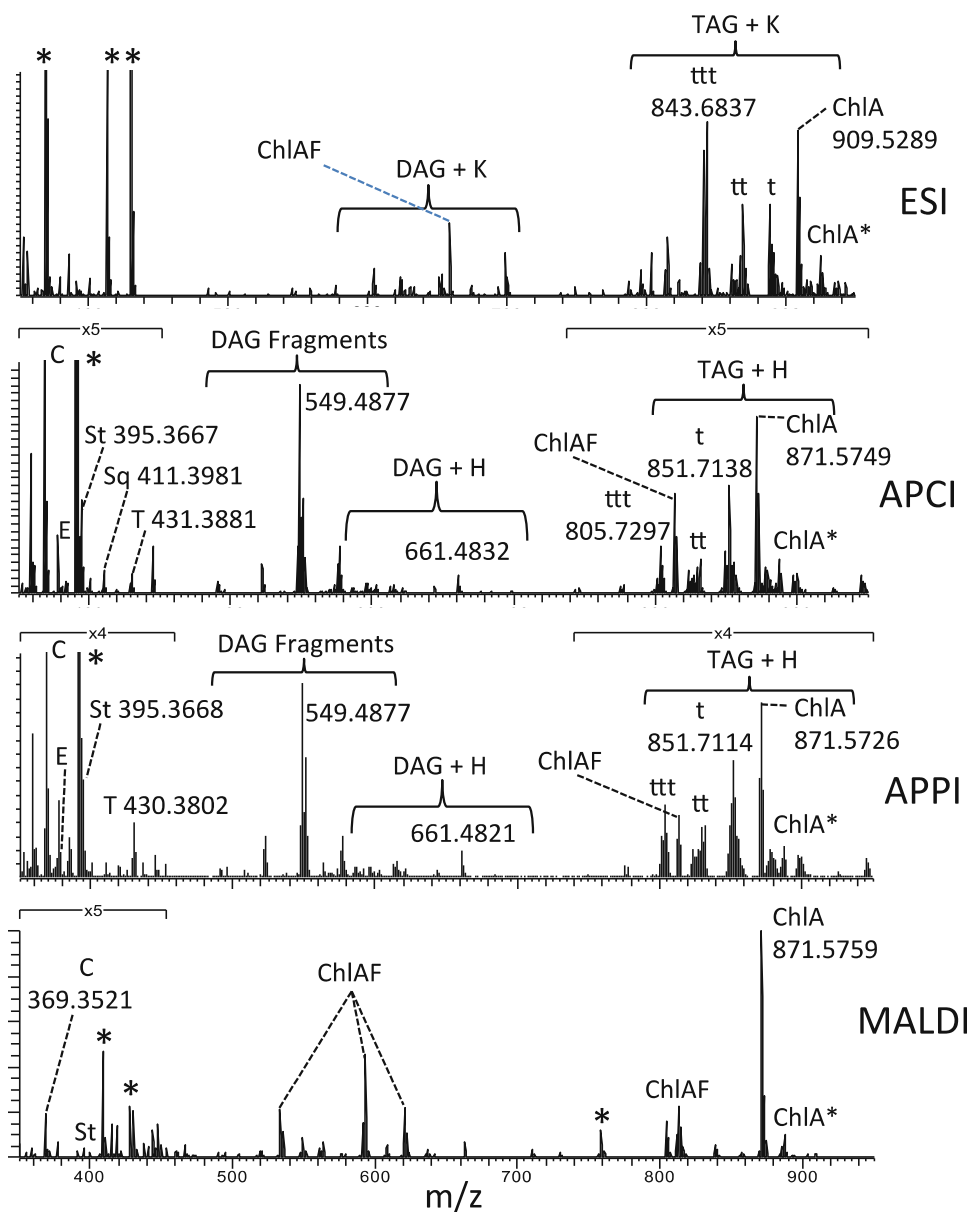 TAG + K
* * *
ttt
843.6837
ChlA
909.5289
ChlAF
DAG + K
tt t
ESI
ChlA*
x5 x5
C *
DAG Fragments
TAG + H
549.4877
ChlA
871.5749
St 395.3667
ChlAF
t
851.7138
Sq 411.3981
DAG + H
APCI
ttt
805.7297
E
T 431.3881
661.4832
tt
ChlA*
x4 x4
C *
DAG Fragments
TAG + H
St 395.3668
549.4877
t
851.7114
ChlA
871.5726
E
DAG + H
ChlAF
APPI
T 430.3802
661.4821
ttt
tt
ChlA*
x5
ChlA
871.5759
C
369.3521
ChlAF
MALDI
*
*
St
*
ChlAF
ChlA*
400 500 600 700 800 900
m/z